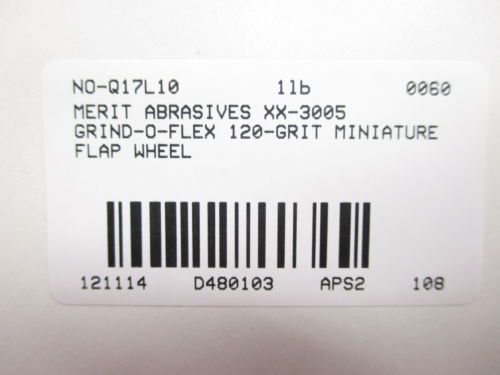 NO-Q17L10 1lb 0060
MERIT ABRASIVES XX-3005
GRIND-O-FLEX 120-GRIT MINIATURE
FLAP WHEEL
121114 D480103 APS2 108